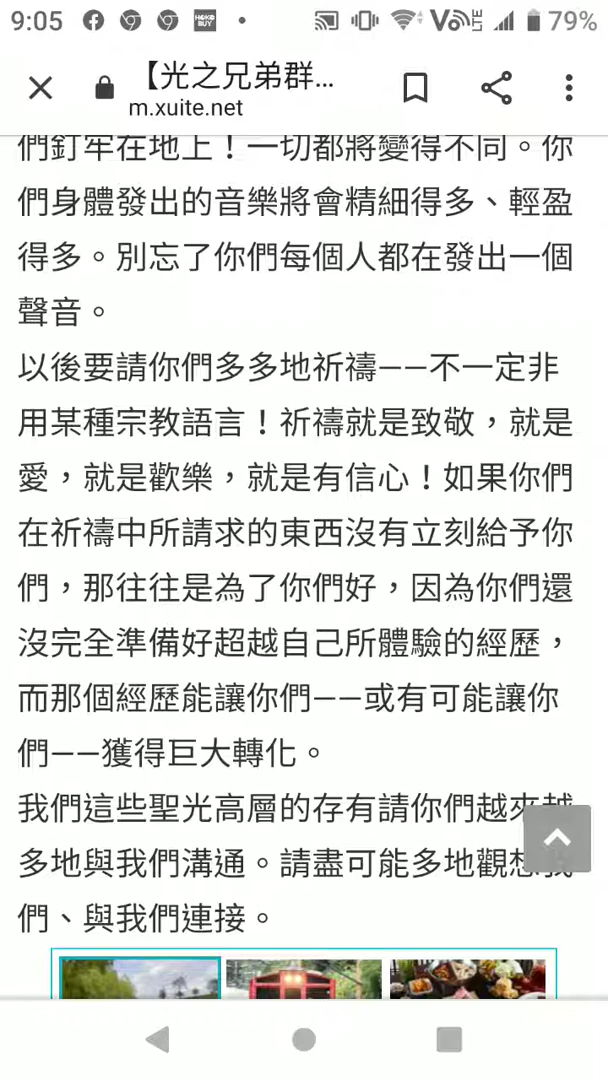 9:05
HOKO BUY
Vo LTE
79%
【光之兄弟群...
m.xuite.net
們釘牢在地上！一切都將變得不同。你
們身體發出的音樂將會精細得多、輕盈
得多。別忘了你們每個人都在發出一個
聲音。
以後要請你們多多地祈禱——不一定非
用某種宗教語言！祈禱就是致敬，就是
愛，就是歡樂，就是有信心！如果你們
在祈禱中所請求的東西沒有立刻給予你
們，那往往是為了你們好，因為你們還
沒完全準備好超越自己所體驗的經歷，
而那個經歷能讓你們——或有可能讓你
們——獲得巨大轉化。
我們這些聖光高層的存有請你們越來越
多地與我們溝通。請盡可能多地觀想我
們、與我們連接。